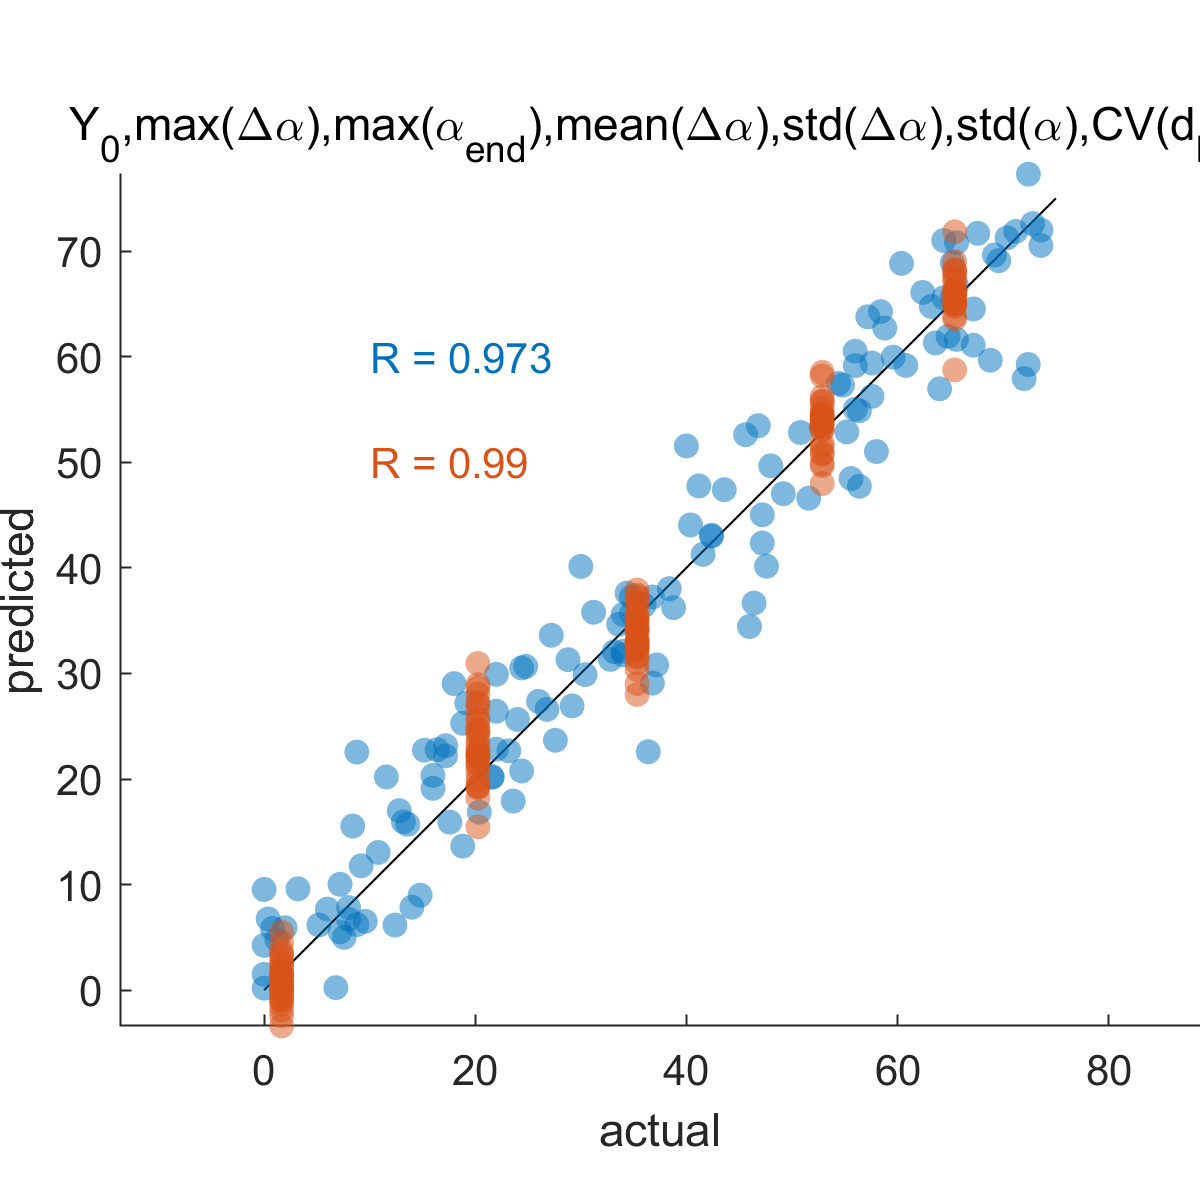 Y₀,max(Δα),max(α_end),mean(Δα),std(Δα),std(α),CV(d
70
60
50
40
30
20
10
0
R = 0.973
R = 0.99
predicted
0 20 40 60 80
actual